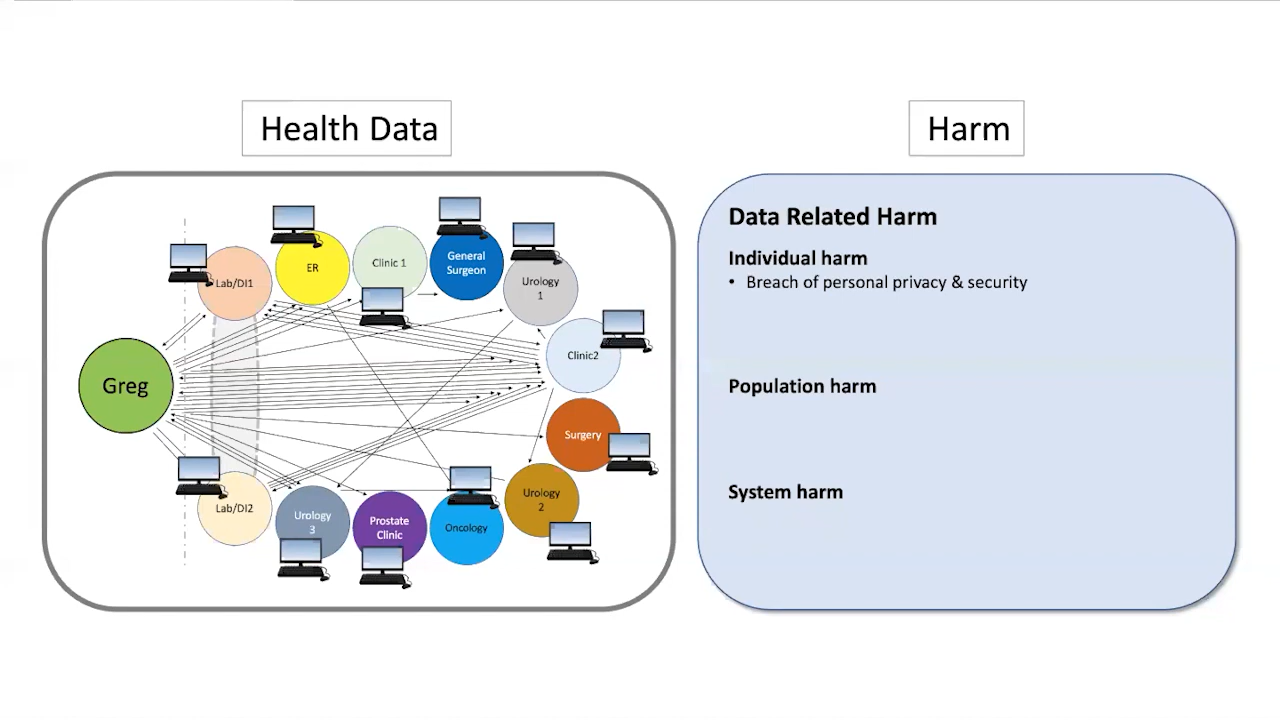 Health Data
Harm
Lab/DI1
ER
Clinic 1
General
Surgeon
Urology
1
Clinic2
Surgery
Urology
2
Oncology
Prostate
Clinic
Urology
3
Lab/DI2
Greg
Data Related Harm
Individual harm
• Breach of personal privacy & security
Population harm
System harm